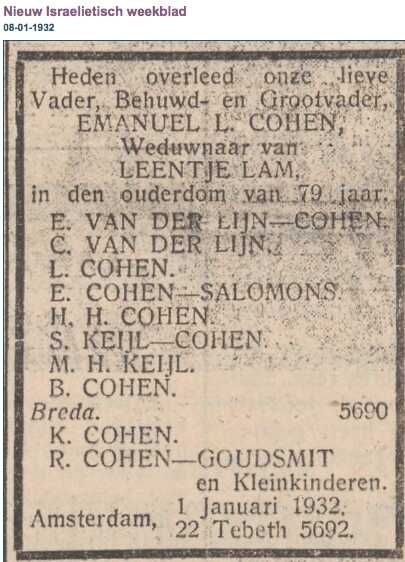 Nieuw Israelietisch weekblad
08-01-1932
Heden overleed onze lieve
Vader, Behuwd- en Grootvader,
EMANUEL L. COHEN,
Weduwnaar van
LEENTJE LAM,
in den ouderdom van 79 jaar.
E. VAN DER LIJN—COHEN.
C. VAN DER LIJN.
L. COHEN.
E. COHEN—SALOMONS.
H. H. COHEN.
S. KEIJL—COHEN.
M. H. KEIJL.
B. COHEN.
Breda. 5690
K. COHEN.
R. COHEN—GOUDSMIT
en Kleinkinderen.
Amsterdam, 1 Januari 1932.
22 Tebeth 5692.